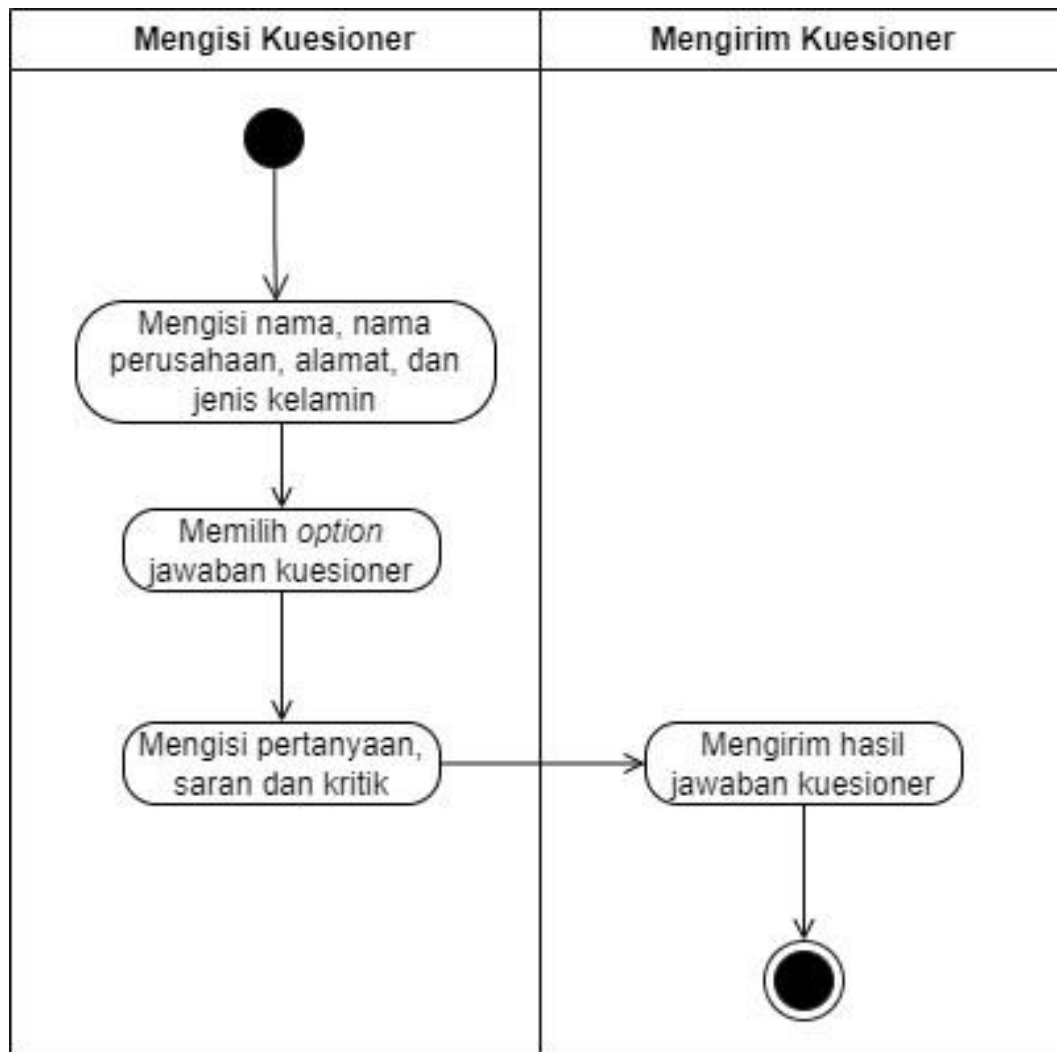 Mengisi Kuesioner
Mengirim Kuesioner
Mengisi nama, nama
perusahaan, alamat, dan
jenis kelamin
Memilih option
jawaban kuesioner
Mengisi pertanyaan,
saran dan kritik
Mengirim hasil
jawaban kuesioner